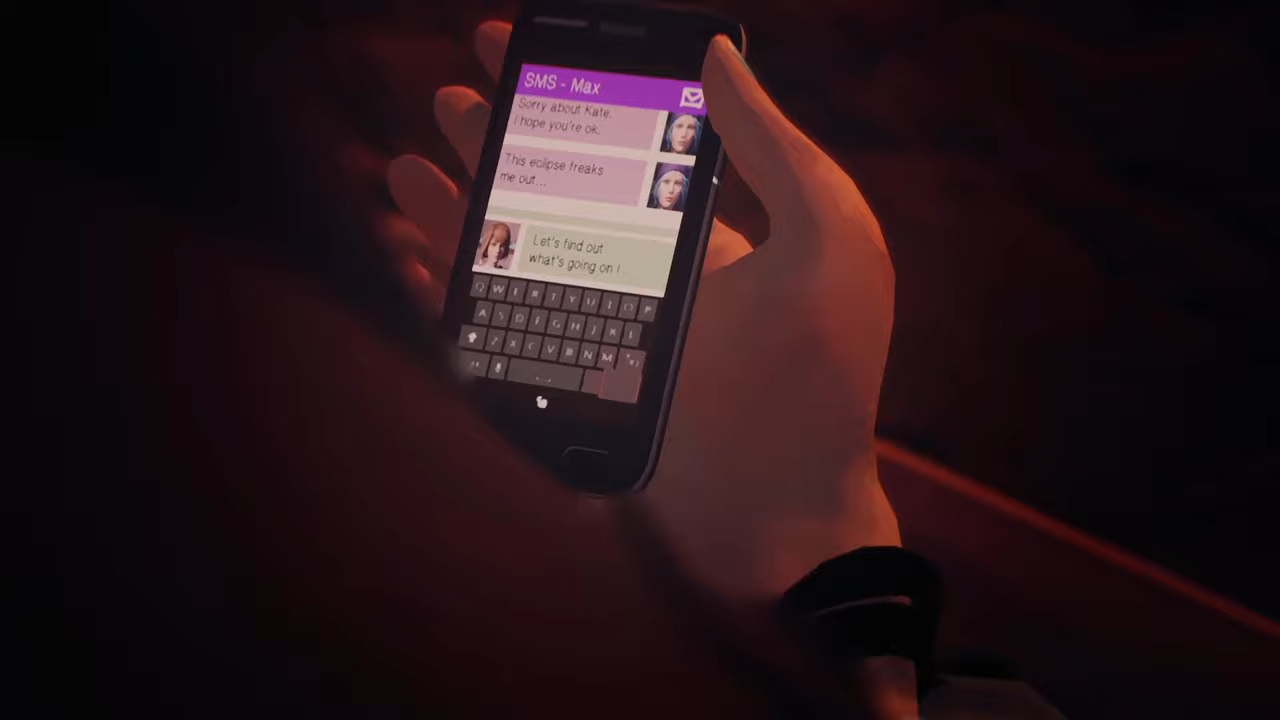 SMS - Max
Sorry about Kate.
I hope you're ok.
This eclipse freaks
me out...
Let's find out
what's going on !
Q W E R T Y U I O P
A S D F G H J K L
Z X C V B N M